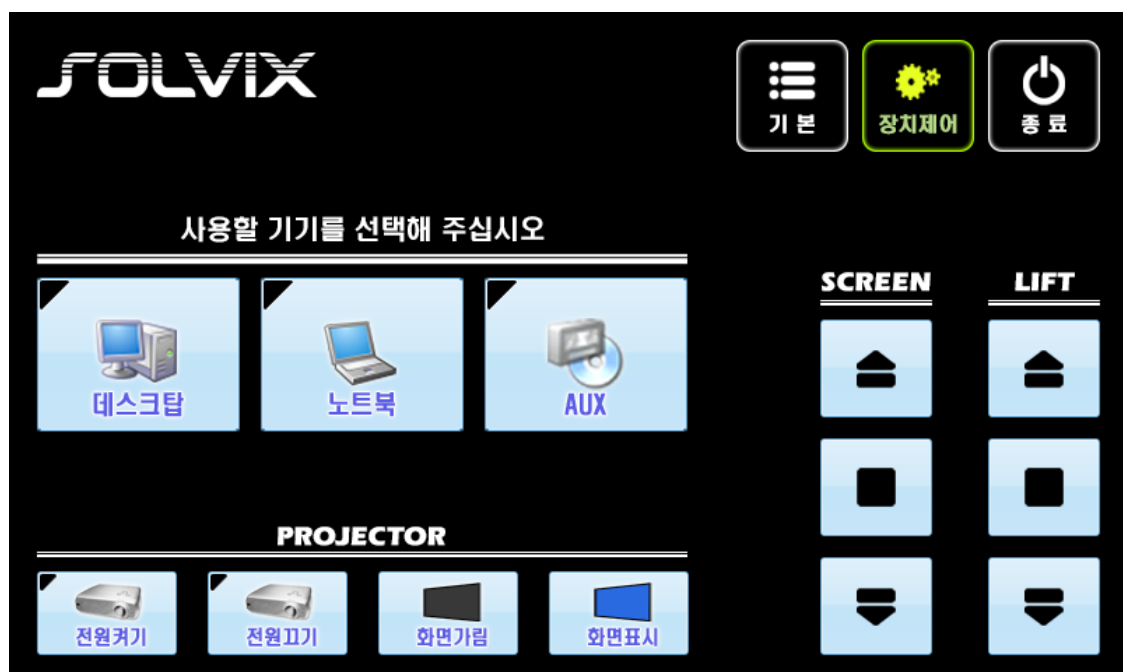 SOLVIX
기 본
장치제어
종 료
사용할 기기를 선택해 주십시오
데스크탑
노트북
AUX
SCREEN
LIFT
PROJECTOR
전원켜기
전원끄기
화면가림
화면표시